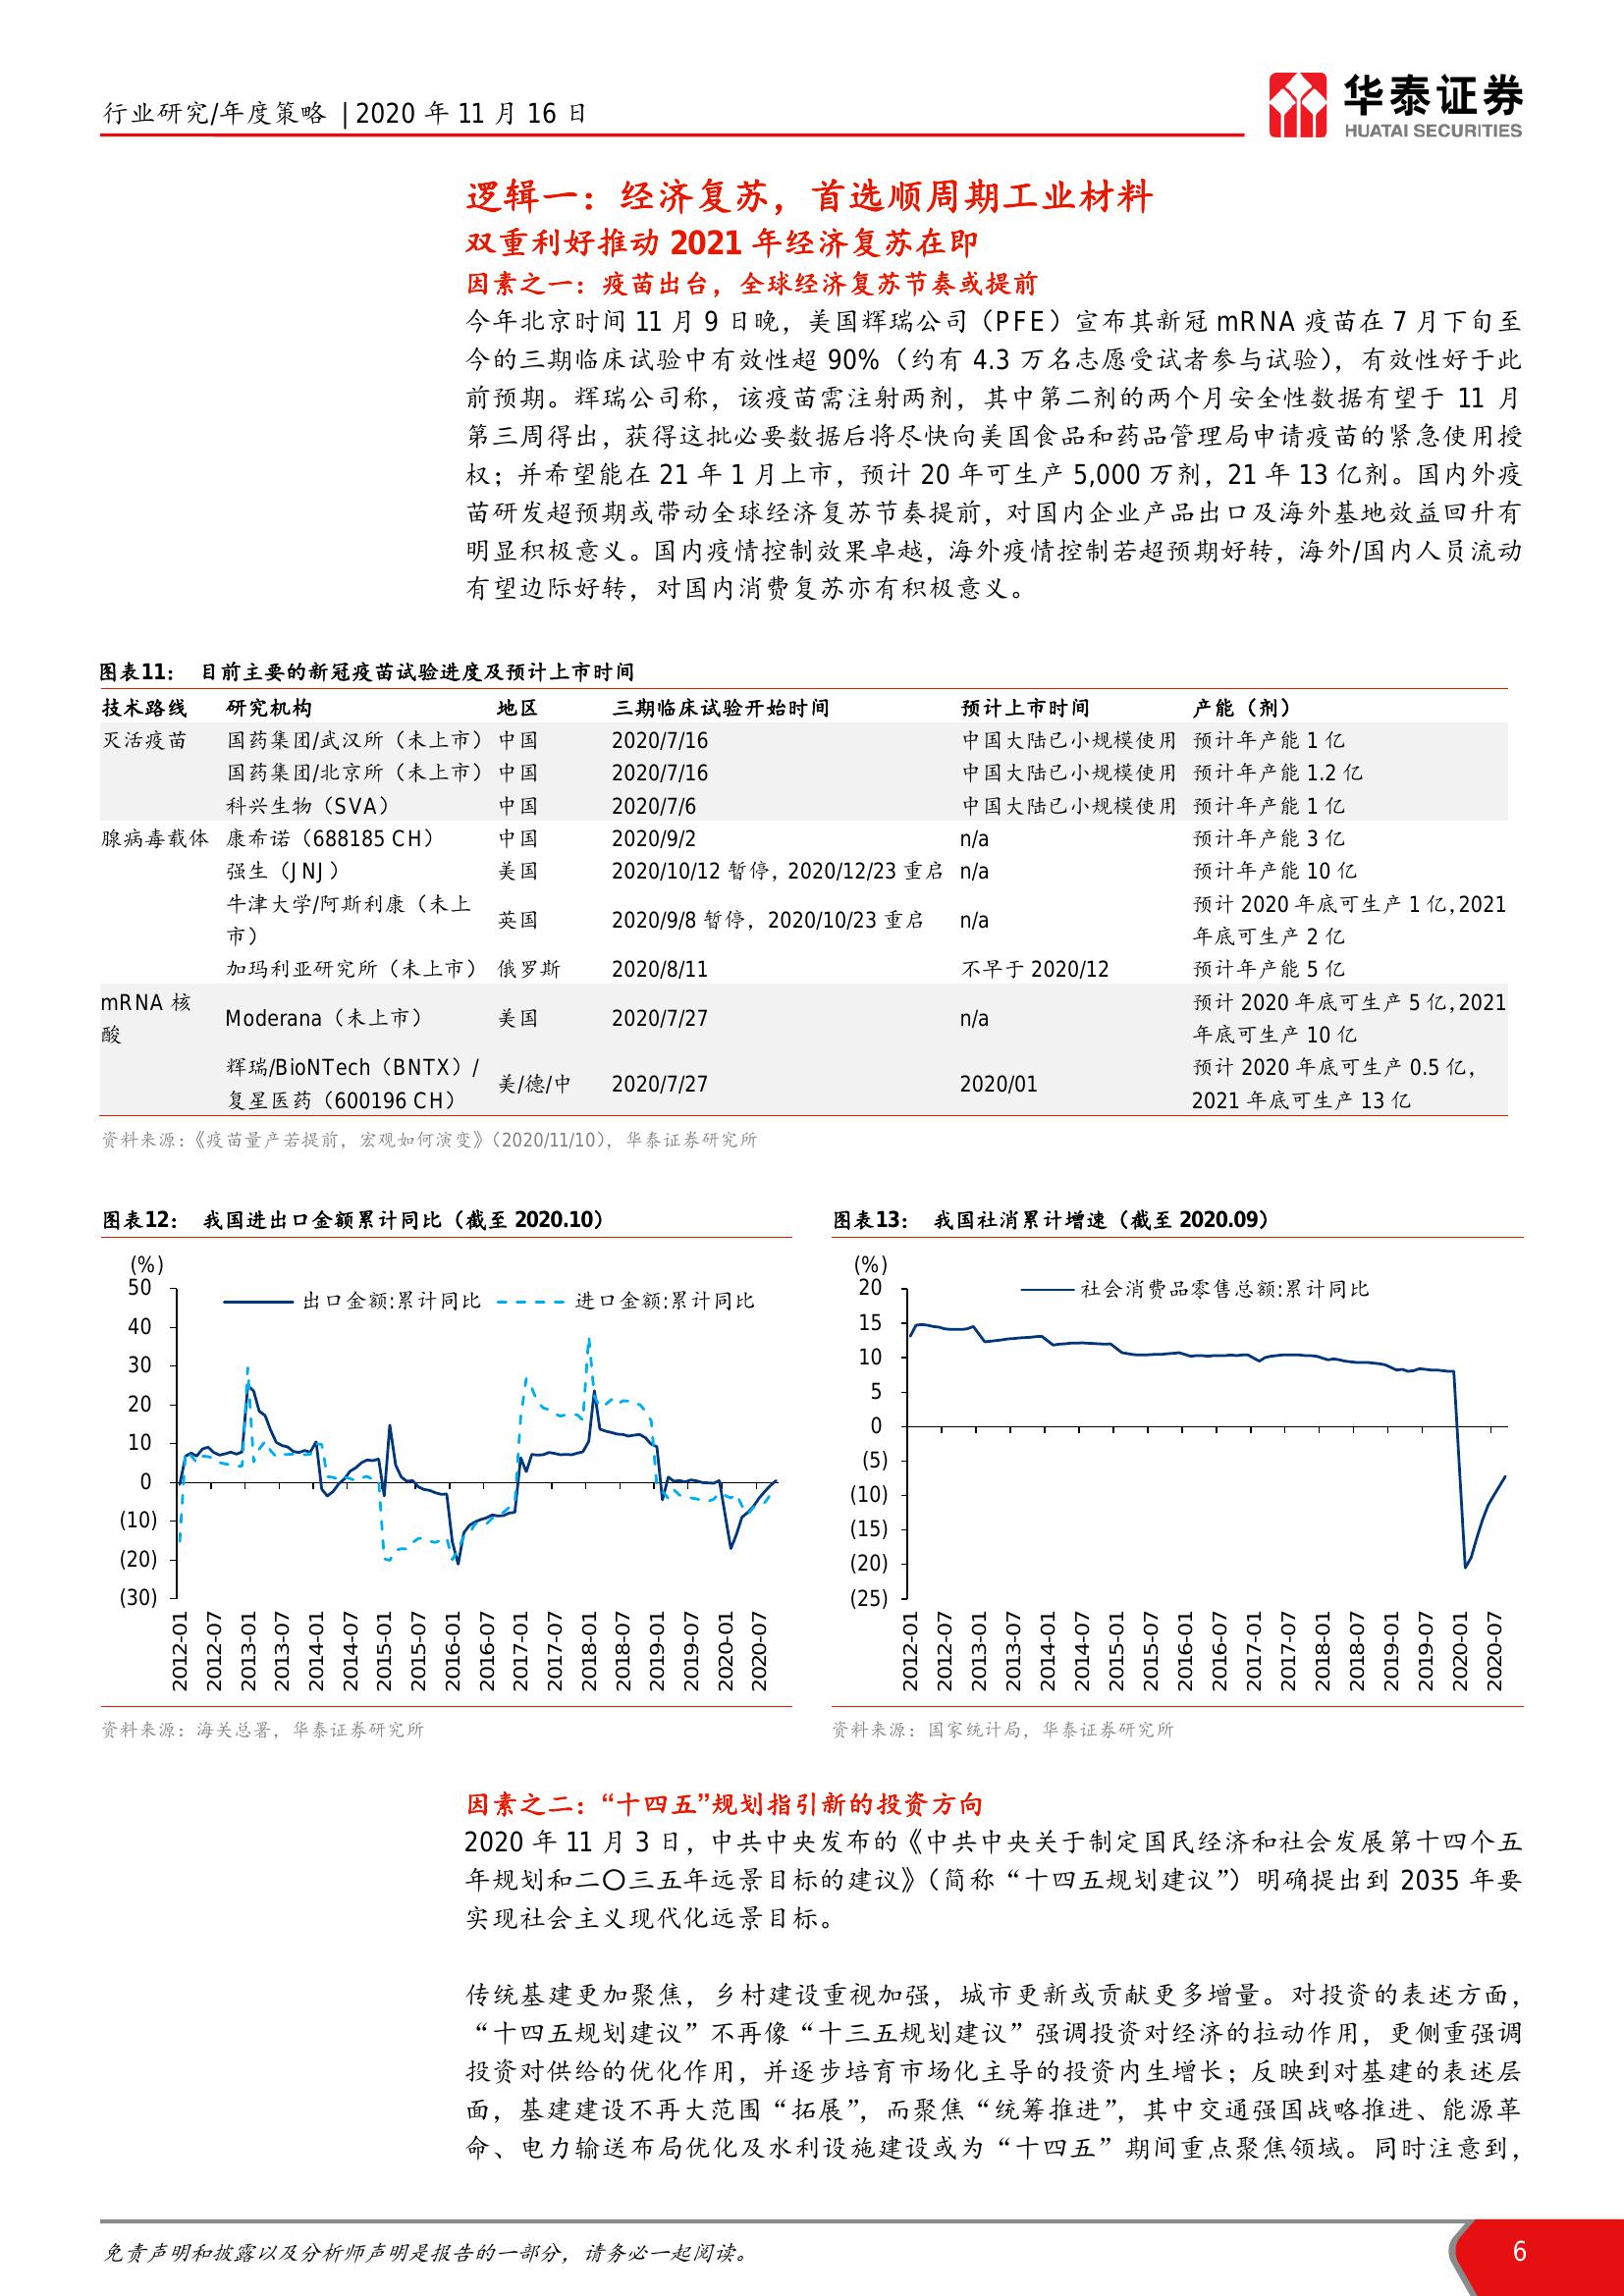 行业研究/年度策略 | 2020 年 11 月 16 日
华泰证券
HUATAI SECURITIES
逻辑一：经济复苏，首选顺周期工业材料
双重利好推动 2021 年经济复苏在即
因素之一：疫苗出台，全球经济复苏节奏或提前
今年北京时间 11 月 9 日晚，美国辉瑞公司（PFE）宣布其新冠 mRNA 疫苗在 7 月下旬至
今的三期临床试验中有效性超 90%（约有 4.3 万名志愿受试者参与试验），有效性好于此
前预期。辉瑞公司称，该疫苗需注射两剂，其中第二剂的两个月安全性数据有望于 11 月
第三周得出，获得这批必要数据后将尽快向美国食品和药品管理局申请疫苗的紧急使用授
权；并希望能在 21 年 1 月上市，预计 20 年可生产 5,000 万剂，21 年 13 亿剂。国内外疫
苗研发超预期或带动全球经济复苏节奏提前，对国内企业产品出口及海外基地效益回升有
明显积极意义。国内疫情控制效果卓越，海外疫情控制若超预期好转，海外/国内人员流动
有望边际好转，对国内消费复苏亦有积极意义。
图表11： 目前主要的新冠疫苗试验进度及预计上市时间
技术路线 研究机构 地区 三期临床试验开始时间 预计上市时间 产能（剂）
灭活疫苗 国药集团/武汉所（未上市） 中国 2020/7/16 中国大陆已小规模使用 预计年产能 1 亿
国药集团/北京所（未上市） 中国 2020/7/16 中国大陆已小规模使用 预计年产能 1.2 亿
科兴生物（SVA） 中国 2020/7/6 中国大陆已小规模使用 预计年产能 1 亿
腺病毒载体 康希诺（688185 CH） 中国 2020/9/2 n/a 预计年产能 3 亿
强生（JNJ） 美国 2020/10/12 暂停，2020/12/23 重启 n/a 预计年产能 10 亿
牛津大学/阿斯利康（未上
市） 英国 2020/9/8 暂停，2020/10/23 重启 n/a 预计 2020 年底可生产 1 亿，2021
年底可生产 2 亿
加玛利亚研究所（未上市） 俄罗斯 2020/8/11 不早于 2020/12 预计年产能 5 亿
mRNA 核
酸 Moderana（未上市） 美国 2020/7/27 n/a 预计 2020 年底可生产 5 亿，2021
年底可生产 10 亿
辉瑞/BioNTech（BNTX）/
复星医药（600196 CH） 美/德/中 2020/7/27 2020/01 预计 2020 年底可生产 0.5 亿，
2021 年底可生产 13 亿
资料来源：《疫苗量产若提前，宏观如何演变》（2020/11/10），华泰证券研究所
图表12： 我国进出口金额累计同比（截至 2020.10）
(%)
50
40
30
20
10
0
(10)
(20)
(30)
出口金额:累计同比 进口金额:累计同比
2012-01 2012-07 2013-01 2013-07 2014-01 2014-07 2015-01 2015-07 2016-01 2016-07 2017-01 2017-07 2018-01 2018-07 2019-01 2019-07 2020-01 2020-07
资料来源：海关总署，华泰证券研究所
图表13： 我国社消累计增速（截至 2020.09）
(%)
20
15
10
5
0
(5)
(10)
(15)
(20)
(25)
社会消费品零售总额:累计同比
2012-01 2012-07 2013-01 2013-07 2014-01 2014-07 2015-01 2015-07 2016-01 2016-07 2017-01 2017-07 2018-01 2018-07 2019-01 2019-07 2020-01 2020-07
资料来源：国家统计局，华泰证券研究所
因素之二：“十四五”规划指引新的投资方向
2020 年 11 月 3 日，中共中央发布的《中共中央关于制定国民经济和社会发展第十四个五
年规划和二〇三五年远景目标的建议》（简称“十四五规划建议”）明确提出到 2035 年要
实现社会主义现代化远景目标。
传统基建更加聚焦，乡村建设重视加强，城市更新或贡献更多增量。对投资的表述方面，
“十四五规划建议”不再像“十三五规划建议”强调投资对经济的拉动作用，更侧重强调
投资对供给的优化作用，并逐步培育市场化主导的投资内生增长；反映到对基建的表述层
面，基建建设不再大范围“拓展”，而聚焦“统筹推进”，其中交通强国战略推进、能源革
命、电力输送布局优化及水利设施建设或为“十四五”期间重点聚焦领域。同时注意到，
免责声明和披露以及分析师声明是报告的一部分，请务必一起阅读。
6